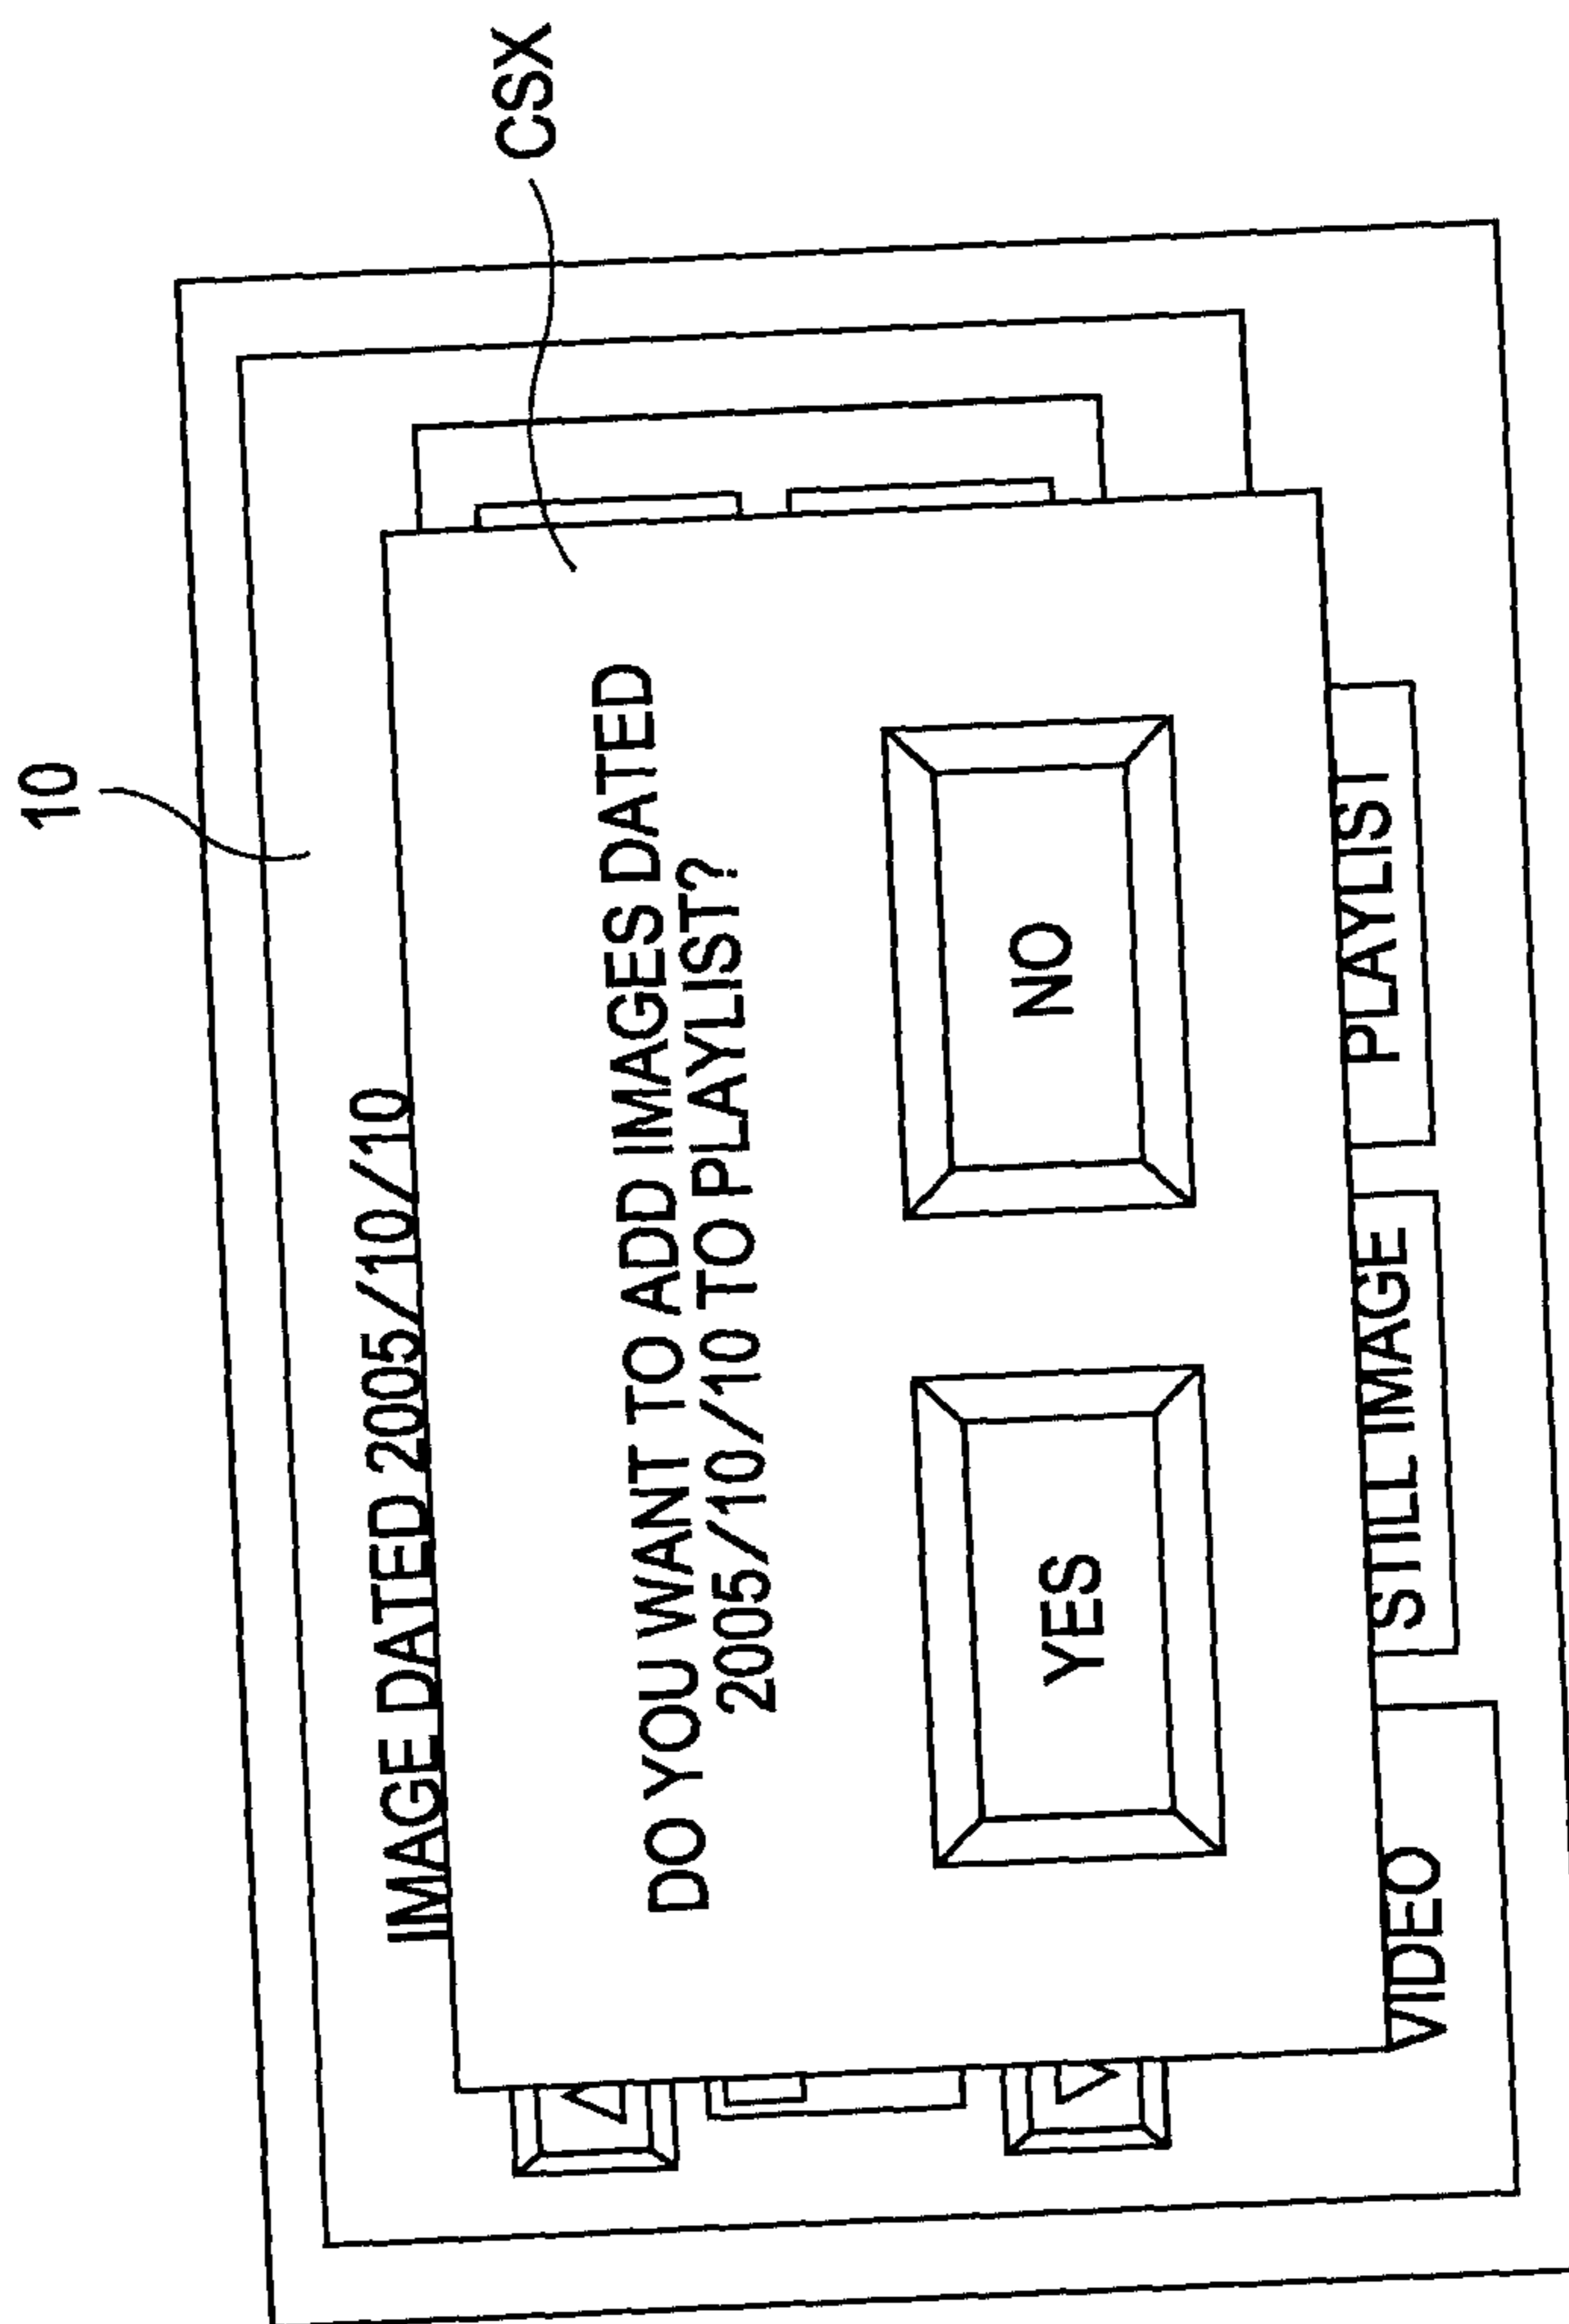 10
CSX
IMAGE DATED 2005/10/10
DO YOU WANT TO ADD IMAGES DATED
2005/10/10 TO PLAYLIST?
YES
NO
VIDEO
STILL IMAGE
PLAYLIST